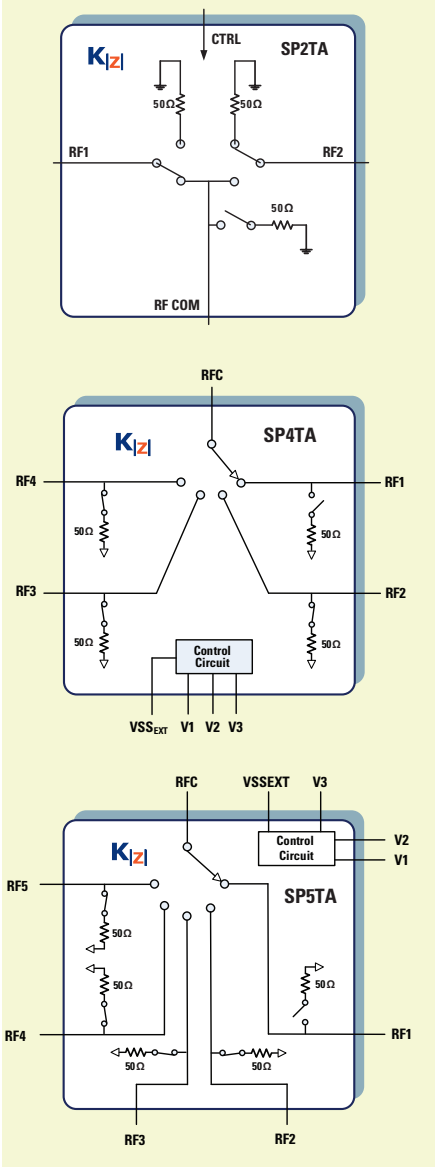 CTRL
SP2TA
K|z|
50Ω 50Ω
RF1 RF2
50Ω
RF COM
RFC
K|z| SP4TA
RF4 RF1
50Ω 50Ω
RF3 RF2
50Ω 50Ω
Control
Circuit
VSSEXT V1 V2 V3
RFC VSSEXT V3
K|z| Control
Circuit
V2
V1
RF5 SP5TA
50Ω
50Ω 50Ω
RF4 RF1
50Ω 50Ω
RF3 RF2